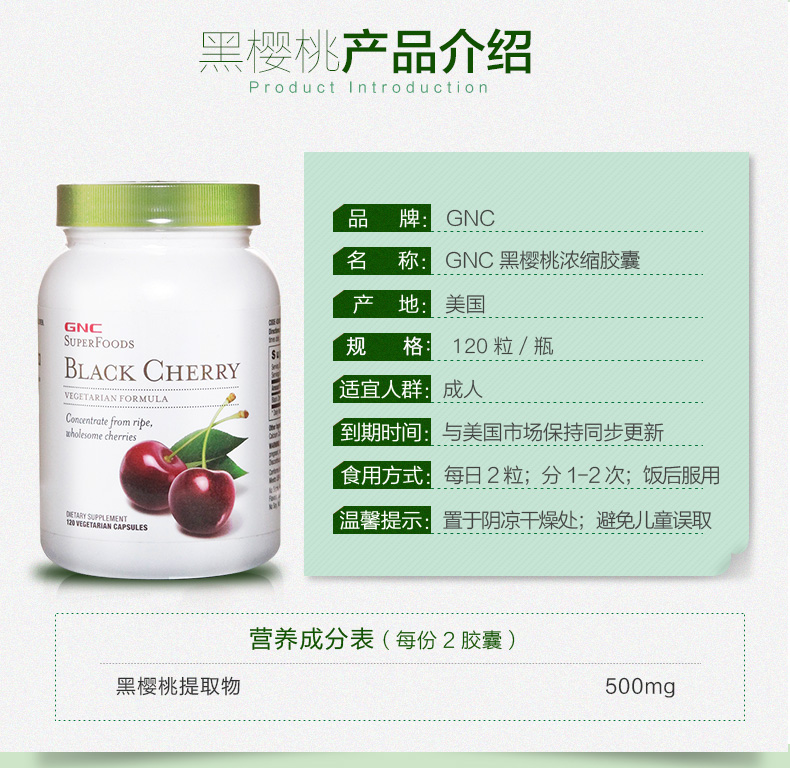 黑樱桃产品介绍
Product Introduction
GNC
SUPERFOODS
BLACK CHERRY
VEGETARIAN FORMULA
Concentrate from ripe,
wholesome cherries
DIETARY SUPPLEMENT
120 VEGETARIAN CAPSULES
品 牌: GNC
名 称: GNC 黑樱桃浓缩胶囊
产 地: 美国
规 格: 120 粒 / 瓶
适宜人群: 成人
到期时间: 与美国市场保持同步更新
食用方式: 每日 2 粒；分 1-2 次；饭后服用
温馨提示: 置于阴凉干燥处；避免儿童误取
营养成分表（每份 2 胶囊）
黑樱桃提取物 500mg